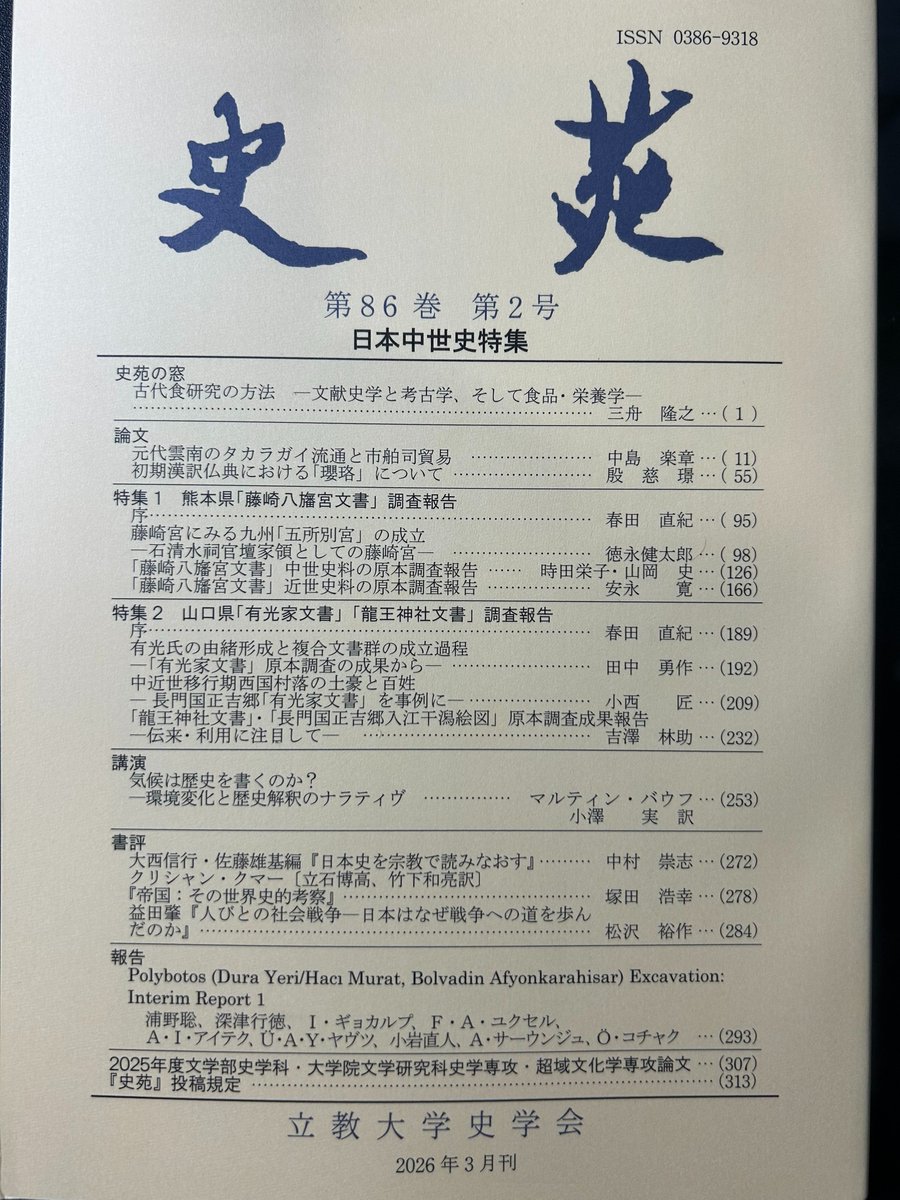 ISSN 0386-9318
史苑
第86巻 第2号
日本中世史特集
史苑の窓
古代食研究の方法 ―文献史学と考古学、そして食品・栄養学―
…… 三舟 隆之…( 1 )
論文
元代雲南のタカラガイ流通と市舶司貿易 …… 中島 楽章…( 11)
初期漢訳仏典における「瓔珞」について …… 殷 慈璟…( 55)
特集1 熊本県「藤崎八旛宮文書」調査報告
序…… 春田 直紀…( 95)
藤崎宮にみる九州「五所別宮」の成立
―石清水祠官壇家領としての藤崎宮― …… 徳永健太郎…( 98)
「藤崎八旛宮文書」中世史料の原本調査報告 …… 時田栄子・山岡 史…(126)
「藤崎八旛宮文書」近世史料の原本調査報告 …… 安永 寛…(166)
特集2 山口県「有光家文書」「龍王神社文書」調査報告
序…… 春田 直紀…(189)
有光氏の由緒形成と複合文書群の成立過程
―「有光家文書」原本調査の成果から― …… 田中 勇作…(192)
中近世移行期西国村落の土豪と百姓
― 長門国正吉郷「有光家文書」を事例に― …… 小西 匠…(209)
「龍王神社文書」・「長門国正吉郷入江干潟絵図」原本調査成果報告
―伝来・利用に注目して― …… 吉澤 林助…(232)
講演
気候は歴史を書くのか?
―環境変化と歴史解釈のナラティヴ …… マルティン・バウフ…(253)
小澤 実 訳
書評
大西信行・佐藤雄基編『日本史を宗教で読みなおす』…… 中村 崇志…(272)
クリシャン・クマー〔立石博高、竹下和亮訳〕
『帝国:その世界史的考察』…… 塚田 浩幸…(278)
益田肇『人びとの社会戦争―日本はなぜ戦争への道を歩ん
だのか』…… 松沢 裕作…(284)
報告
Polybotos (Dura Yeri/Hacı Murat, Bolvadin Afyonkarahisar) Excavation:
Interim Report 1
浦野聡、深津行徳、I・ギョカルプ、F・A・ユクセル、
A・I・アイテク、Ü・A・Y・ヤヴツ、小岩直人、A・サーウンジュ、Ö・コチャク …(293)
2025年度文学部史学科・大学院文学研究科史学専攻・超域文化学専攻論文 …(307)
『史苑』投稿規定 ……(313)
立教大学史学会
2026年3月刊